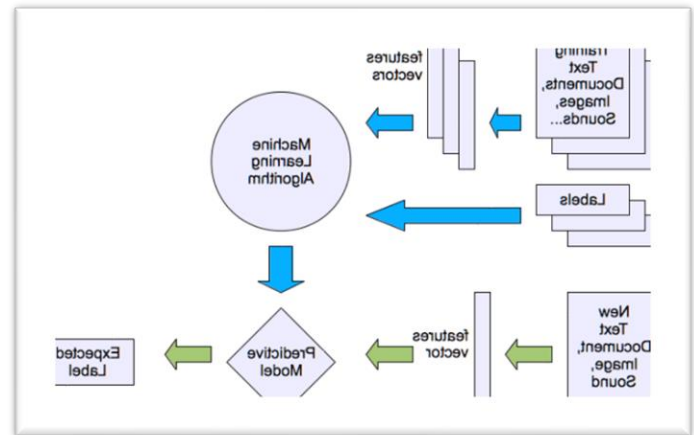 Training
Text
Documents,
Images,
Sounds...
features
vectors
Machine
Learning
Algorithm
Labels
New
Text
Document,
Image,
Sound
features
vector
Predictive
Model
Expected
Label